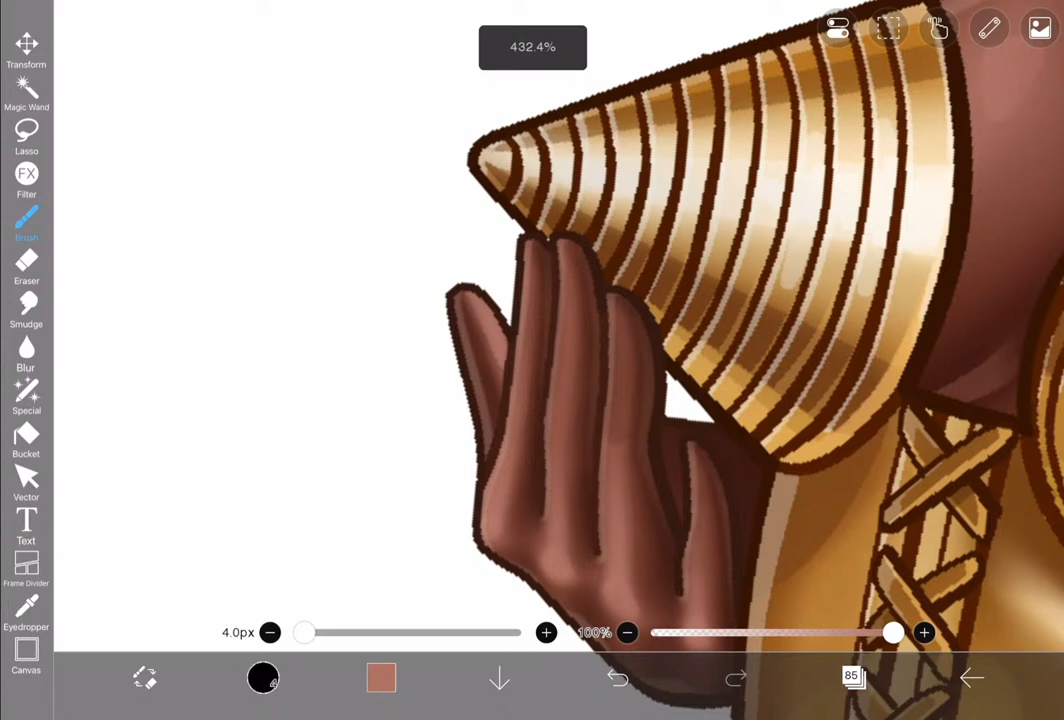 432.4%
Transform
Magic Wand
Lasso
FX
Filter
Brush
Eraser
Smudge
Blur
Special
Bucket
Vector
T
Text
Frame Divider
Eyedropper
Canvas
4.0px
100%
85